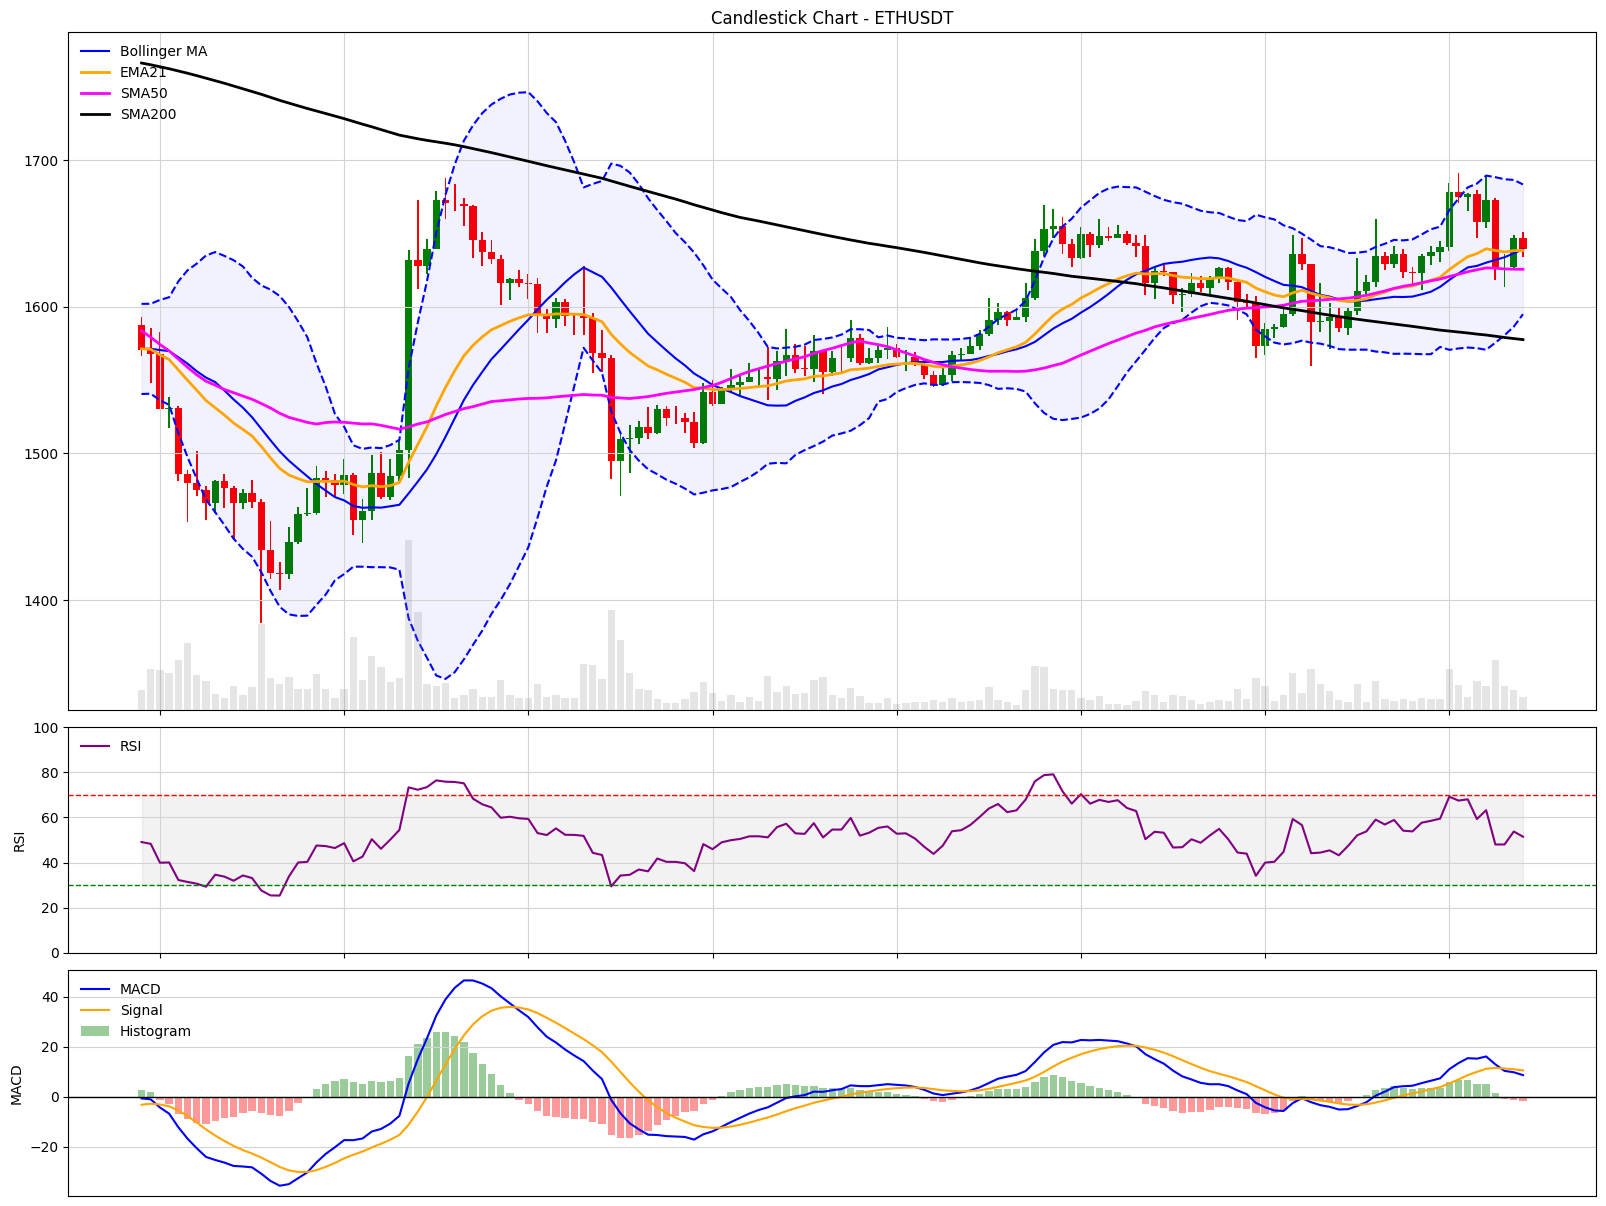 Candlestick Chart - ETHUSDT
Bollinger MA
EMA21
SMA50
SMA200
1700
1600
1500
1400
RSI
100
80
60
40
20
0
RSI
MACD
Signal
Histogram
40
20
0
−20
MACD